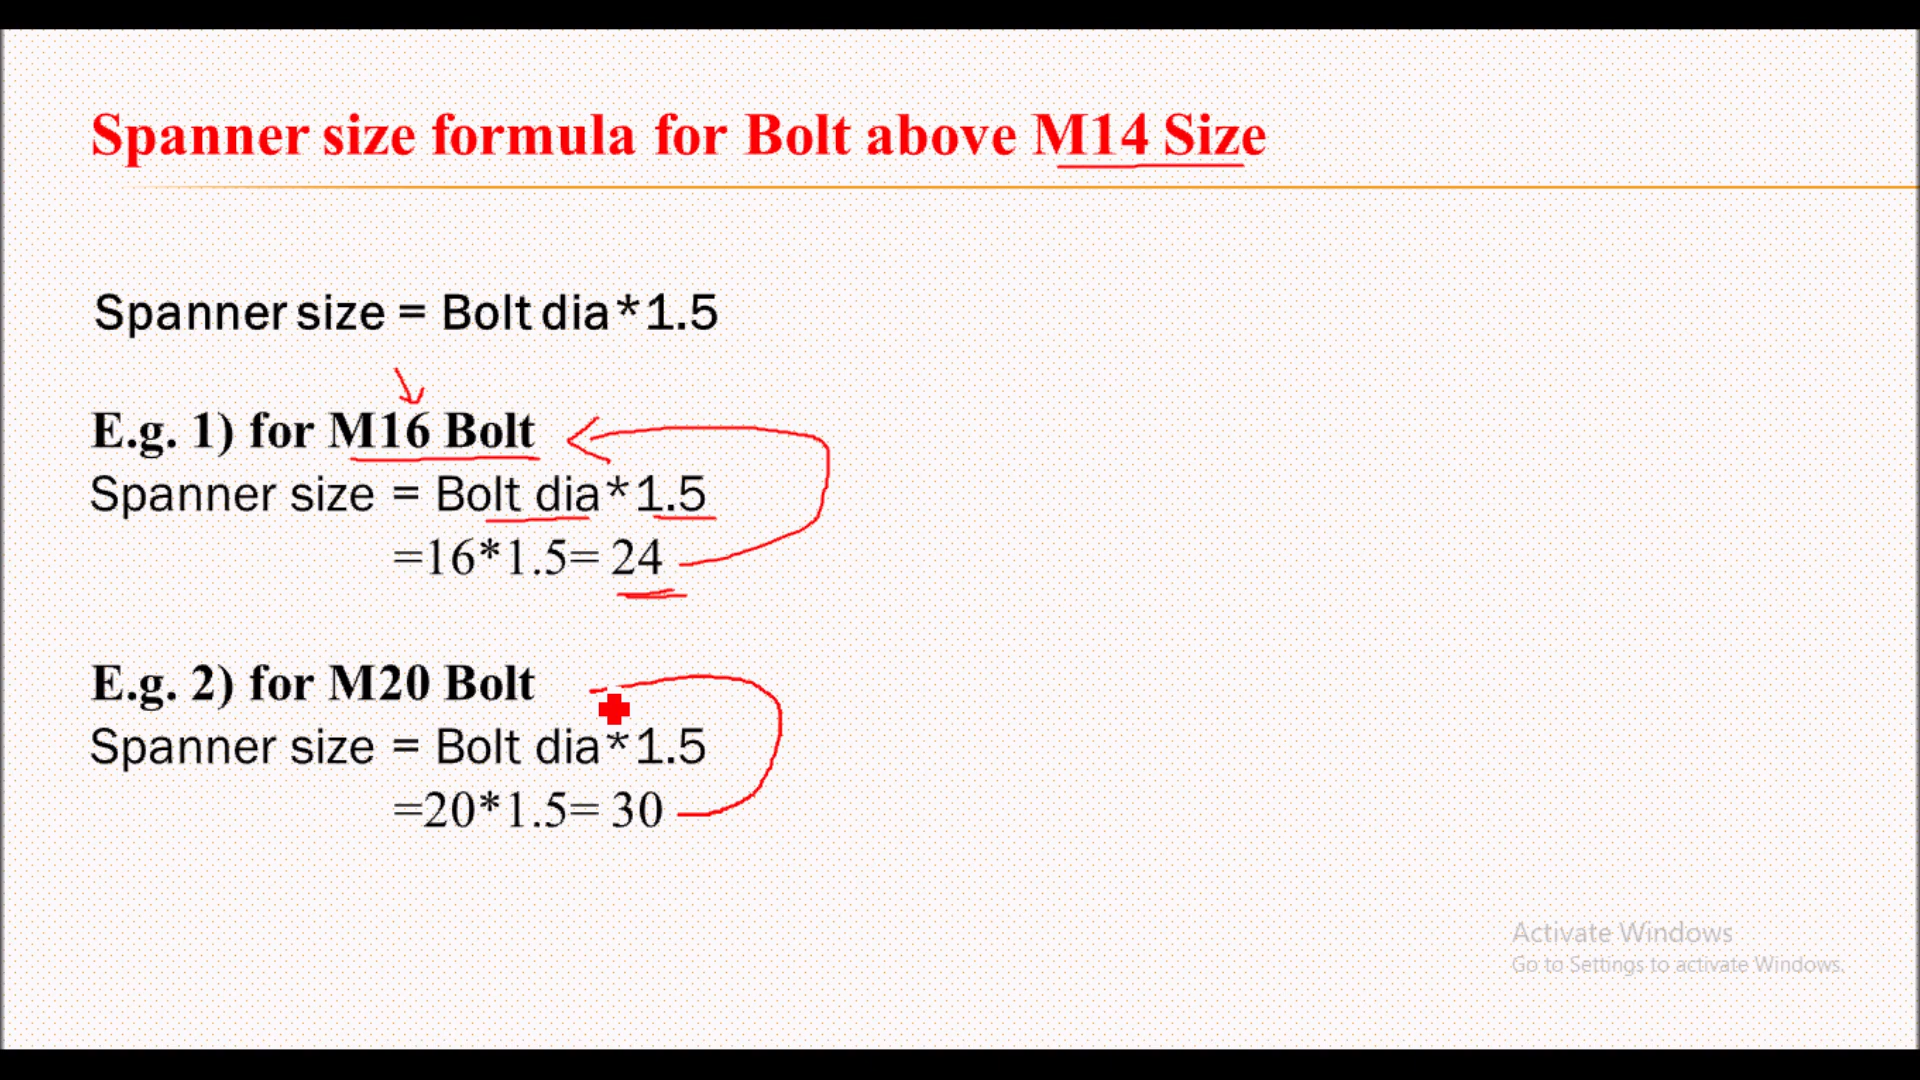 Spanner size formula for Bolt above M14 Size
Spanner size = Bolt dia*1.5
E.g. 1) for M16 Bolt
Spanner size = Bolt dia*1.5
=16*1.5= 24
E.g. 2) for M20 Bolt
Spanner size = Bolt dia*1.5
=20*1.5= 30
Activate Windows
Go to Settings to activate Windows.